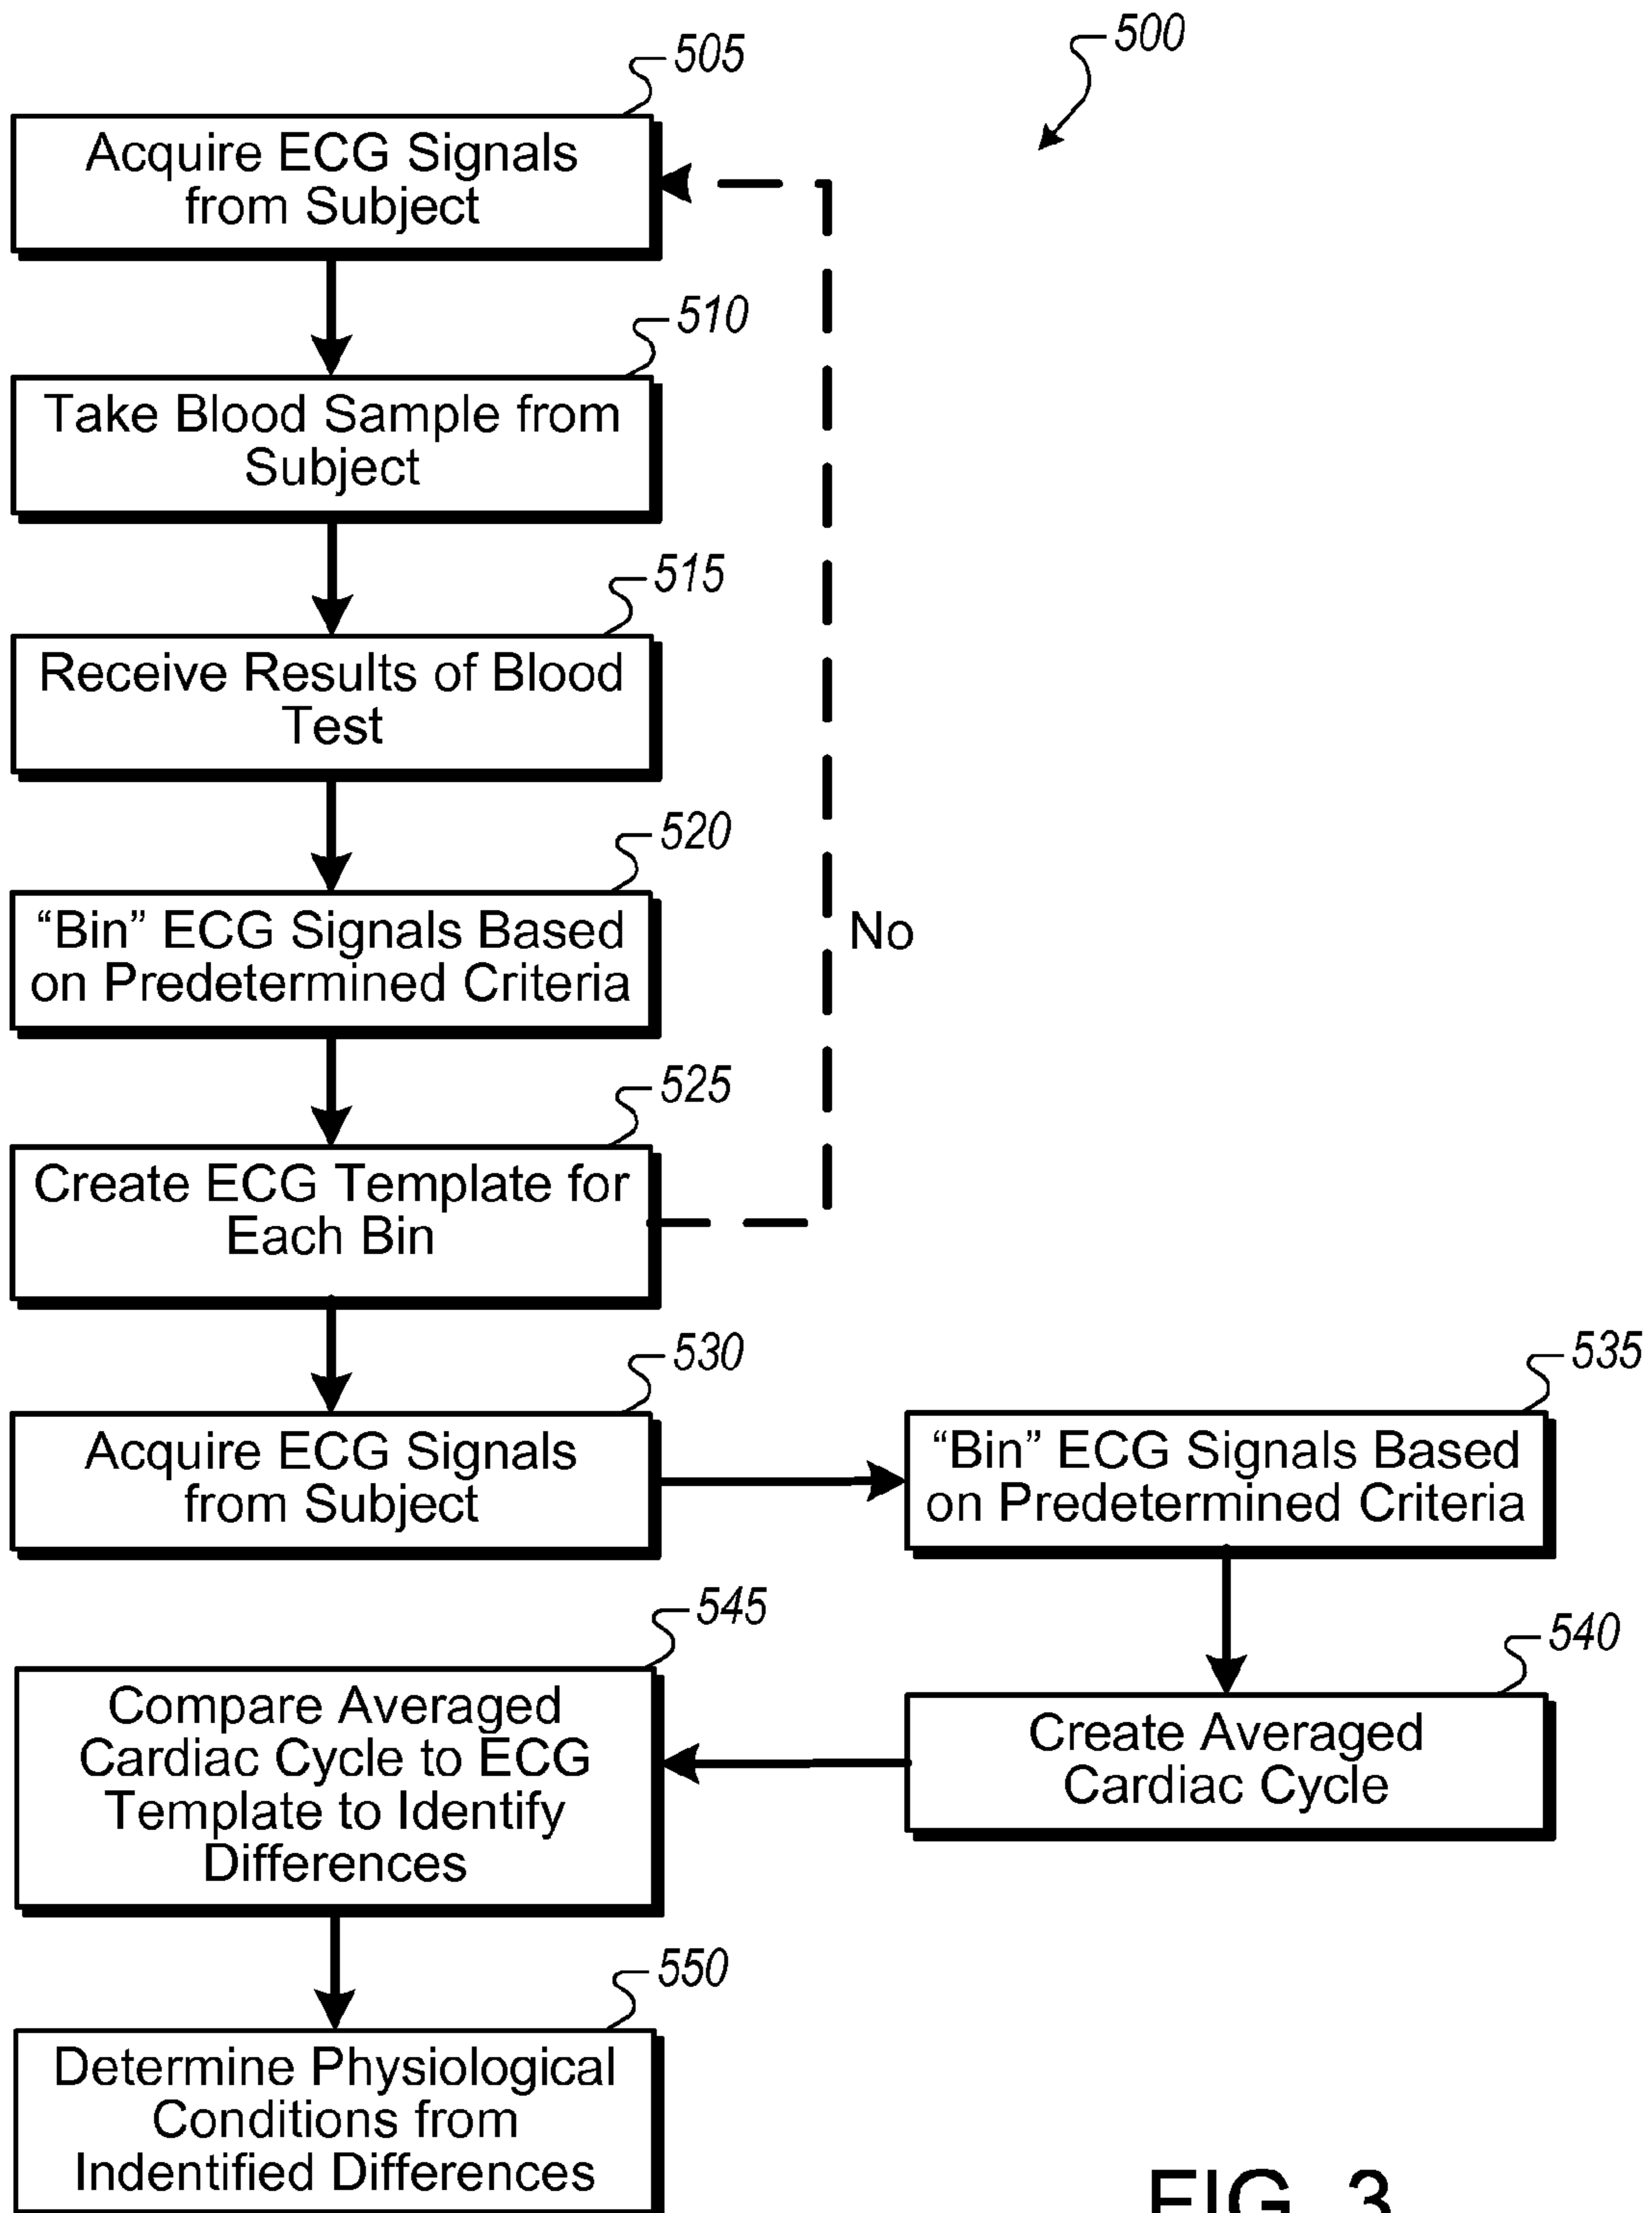 500
505
Acquire ECG Signals
from Subject
510
Take Blood Sample from
Subject
515
Receive Results of Blood
Test
520
“Bin” ECG Signals Based
on Predetermined Criteria
No
525
Create ECG Template for
Each Bin
530
Acquire ECG Signals
from Subject
535
“Bin” ECG Signals Based
on Predetermined Criteria
540
Create Averaged
Cardiac Cycle
545
Compare Averaged
Cardiac Cycle to ECG
Template to Identify
Differences
550
Determine Physiological
Conditions from
Indentified Differences
FIG. 3